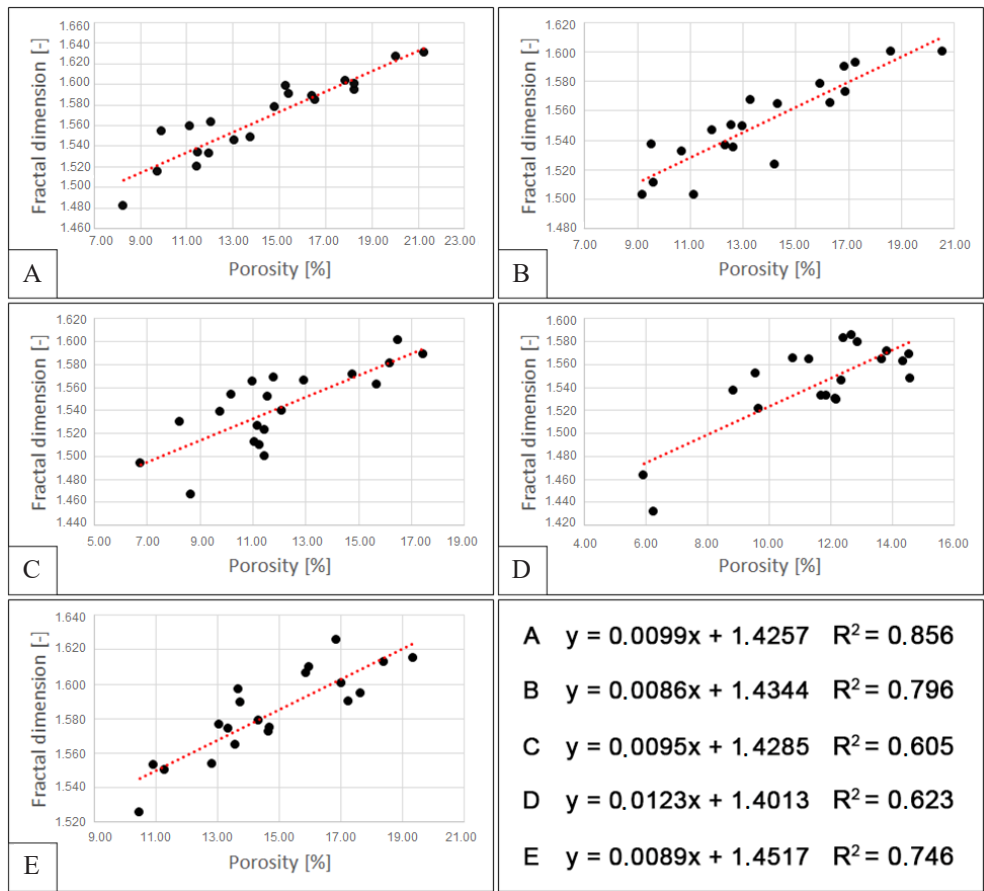 Fractal dimension [-]
1.660
1.640
1.620
1.600
1.580
1.560
1.540
1.520
1.500
1.480
1.460
7.00 9.00 11.00 13.00 15.00 17.00 19.00 21.00 23.00
Porosity [%]
A
Fractal dimension [-]
1.620
1.600
1.580
1.560
1.540
1.520
1.500
1.480
7.00 9.00 11.00 13.00 15.00 17.00 19.00 21.00
Porosity [%]
B
Fractal dimension [-]
1.620
1.600
1.580
1.560
1.540
1.520
1.500
1.480
1.460
1.440
5.00 7.00 9.00 11.00 13.00 15.00 17.00 19.00
Porosity [%]
C
Fractal dimension [-]
1.600
1.580
1.560
1.540
1.520
1.500
1.480
1.460
1.440
1.420
4.00 6.00 8.00 10.00 12.00 14.00 16.00
Porosity [%]
D
Fractal dimension [-]
1.640
1.620
1.600
1.580
1.560
1.540
1.520
9.00 11.00 13.00 15.00 17.00 19.00 21.00
Porosity [%]
E
A y = 0.0099x + 1.4257 R² = 0.856
B y = 0.0086x + 1.4344 R² = 0.796
C y = 0.0095x + 1.4285 R² = 0.605
D y = 0.0123x + 1.4013 R² = 0.623
E y = 0.0089x + 1.4517 R² = 0.746